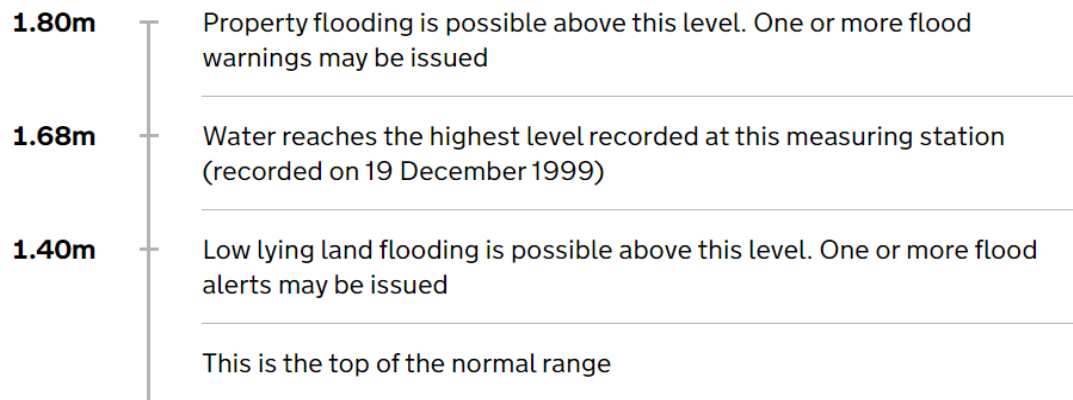 1.80m
Property flooding is possible above this level. One or more flood
warnings may be issued
1.68m
Water reaches the highest level recorded at this measuring station
(recorded on 19 December 1999)
1.40m
Low lying land flooding is possible above this level. One or more flood
alerts may be issued
This is the top of the normal range